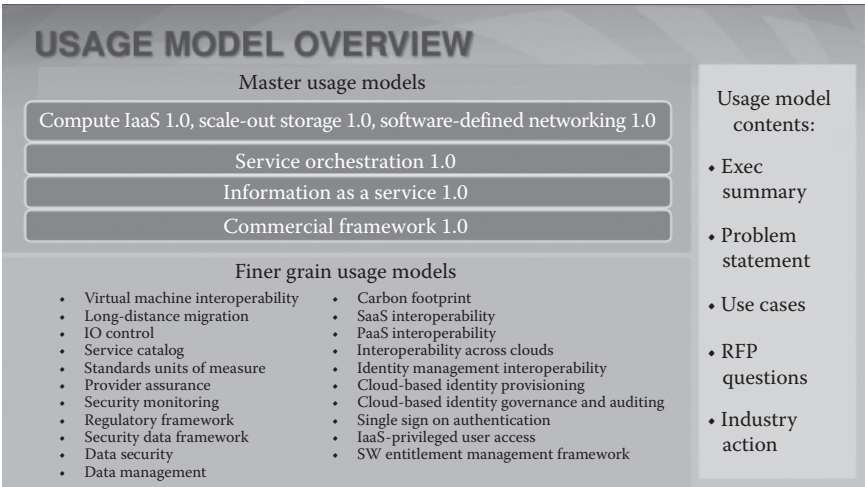 USAGE MODEL OVERVIEW
Master usage models
Compute IaaS 1.0, scale-out storage 1.0, software-defined networking 1.0
Service orchestration 1.0
Information as a service 1.0
Commercial framework 1.0
Finer grain usage models
• Virtual machine interoperability
• Long-distance migration
• IO control
• Service catalog
• Standards units of measure
• Provider assurance
• Security monitoring
• Regulatory framework
• Security data framework
• Data security
• Data management
• Carbon footprint
• SaaS interoperability
• PaaS interoperability
• Interoperability across clouds
• Identity management interoperability
• Cloud-based identity provisioning
• Cloud-based identity governance and auditing
• Single sign on authentication
• IaaS-privileged user access
• SW entitlement management framework
Usage model
contents:
• Exec
summary
• Problem
statement
• Use cases
• RFP
questions
• Industry
action